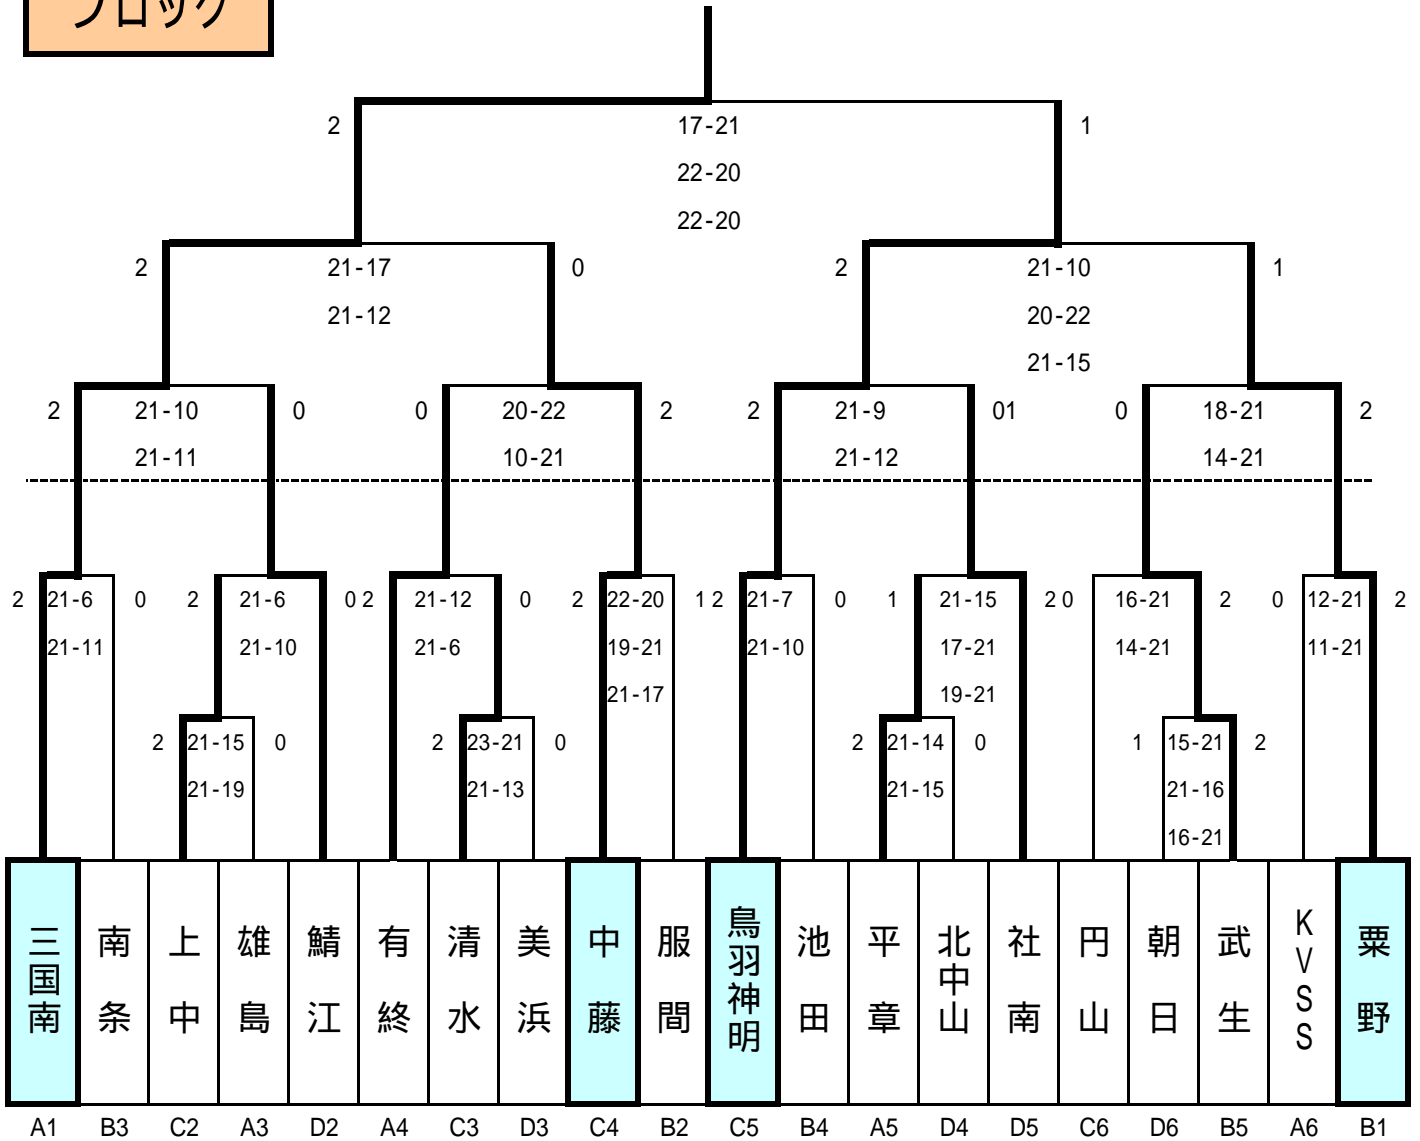 ブロック
2 17-21 1
22-20
22-20
2 21-17 0 2 21-10 1
21-12 20-22
21-15
2 21-10 0 0 20-22 2 2 21-9 01 0 18-21 2
21-11 10-21 21-12 14-21
2 21-6 0 2 21-6 0 2 21-12 0 2 22-20 1 2 21-7 0 1 21-15 2 0 16-21 2 0 12-21 2
21-11 21-10 21-6 19-21 21-10 17-21 14-21 11-21
21-17 19-21
2 21-15 0 2 23-21 0 2 21-14 0 1 15-21 2
21-19 21-13 21-15 21-16
16-21
三国南 南条 上中 雄島 鯖江 有終 清水 美浜 中藤 服間 鳥羽神明 池田 平章 北中山 社南 円山 朝日 武生 KVSS 粟野
A1 B3 C2 A3 D2 A4 C3 D3 C4 B2 C5 B4 A5 D4 D5 C6 D6 B5 A6 B1